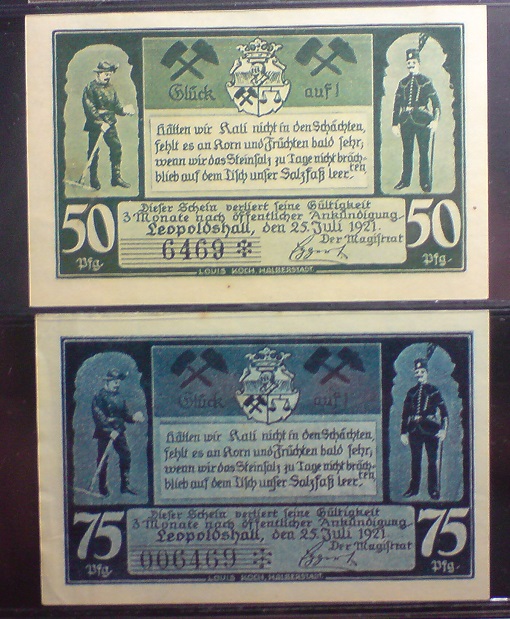 Glück auf!
Hätten wir Kali nicht in den Schächten,
fehlt es an Korn und Früchten bald sehr,
wenn wir das Steinsalz zu Tage nicht bräch-
ten
blieb auf dem Tisch unser Salzfaß leer.
Dieser Schein verliert seine Gültigkeit
3 Monate nach öffentlicher Ankündigung.
Leopoldshall, den 25. Juli 1921.
Der Magistrat
6469 ✻
50 Pfg.
50 Pfg.
LOUIS KOCH, HALBERSTADT.
Glück auf!
Hätten wir Kali nicht in den Schächten,
fehlt es an Korn und Früchten bald sehr,
wenn wir das Steinsalz zu Tage nicht bräch-
ten
blieb auf dem Tisch unser Salzfaß leer.
Dieser Schein verliert seine Gültigkeit
3 Monate nach öffentlicher Ankündigung.
Leopoldshall, den 25. Juli 1921.
Der Magistrat
006469 ✻
75 Pfg.
75 Pfg.
LOUIS KOCH, HALBERSTADT.